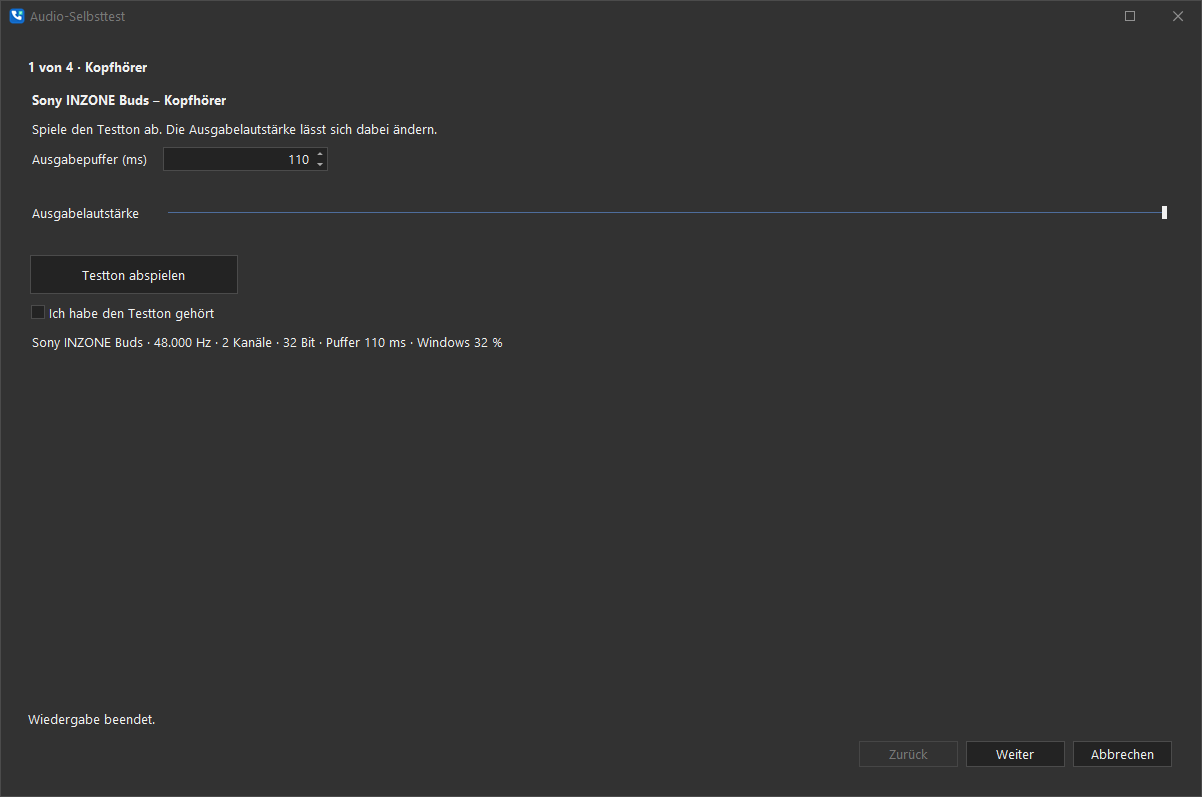 Audio-Selbsttest
1 von 4 · Kopfhörer
Sony INZONE Buds – Kopfhörer
Spiele den Testton ab. Die Ausgabelautstärke lässt sich dabei ändern.
Ausgabepuffer (ms) 110
Ausgabelautstärke
Testton abspielen
Ich habe den Testton gehört
Sony INZONE Buds · 48.000 Hz · 2 Kanäle · 32 Bit · Puffer 110 ms · Windows 32 %
Wiedergabe beendet.
Zurück Weiter Abbrechen